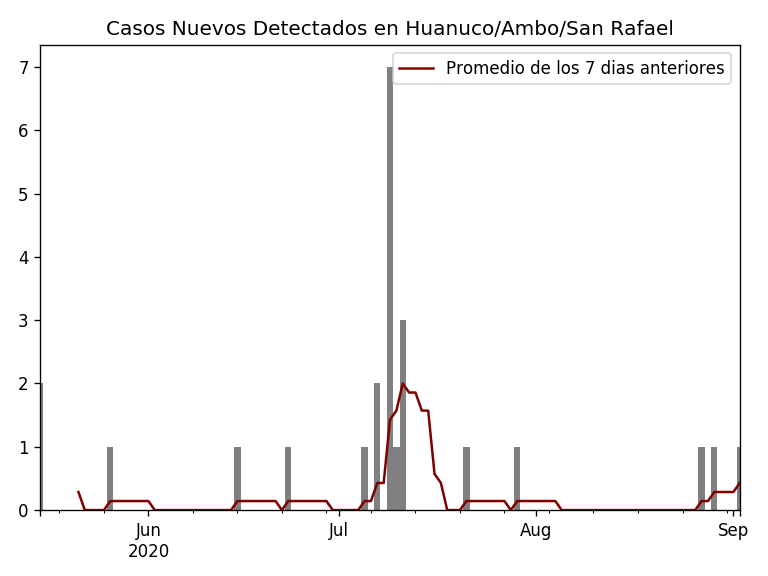 Casos Nuevos Detectados en Huanuco/Ambo/San Rafael
Promedio de los 7 dias anteriores
7
6
5
4
3
2
1
0
Jun
2020
Jul
Aug
Sep